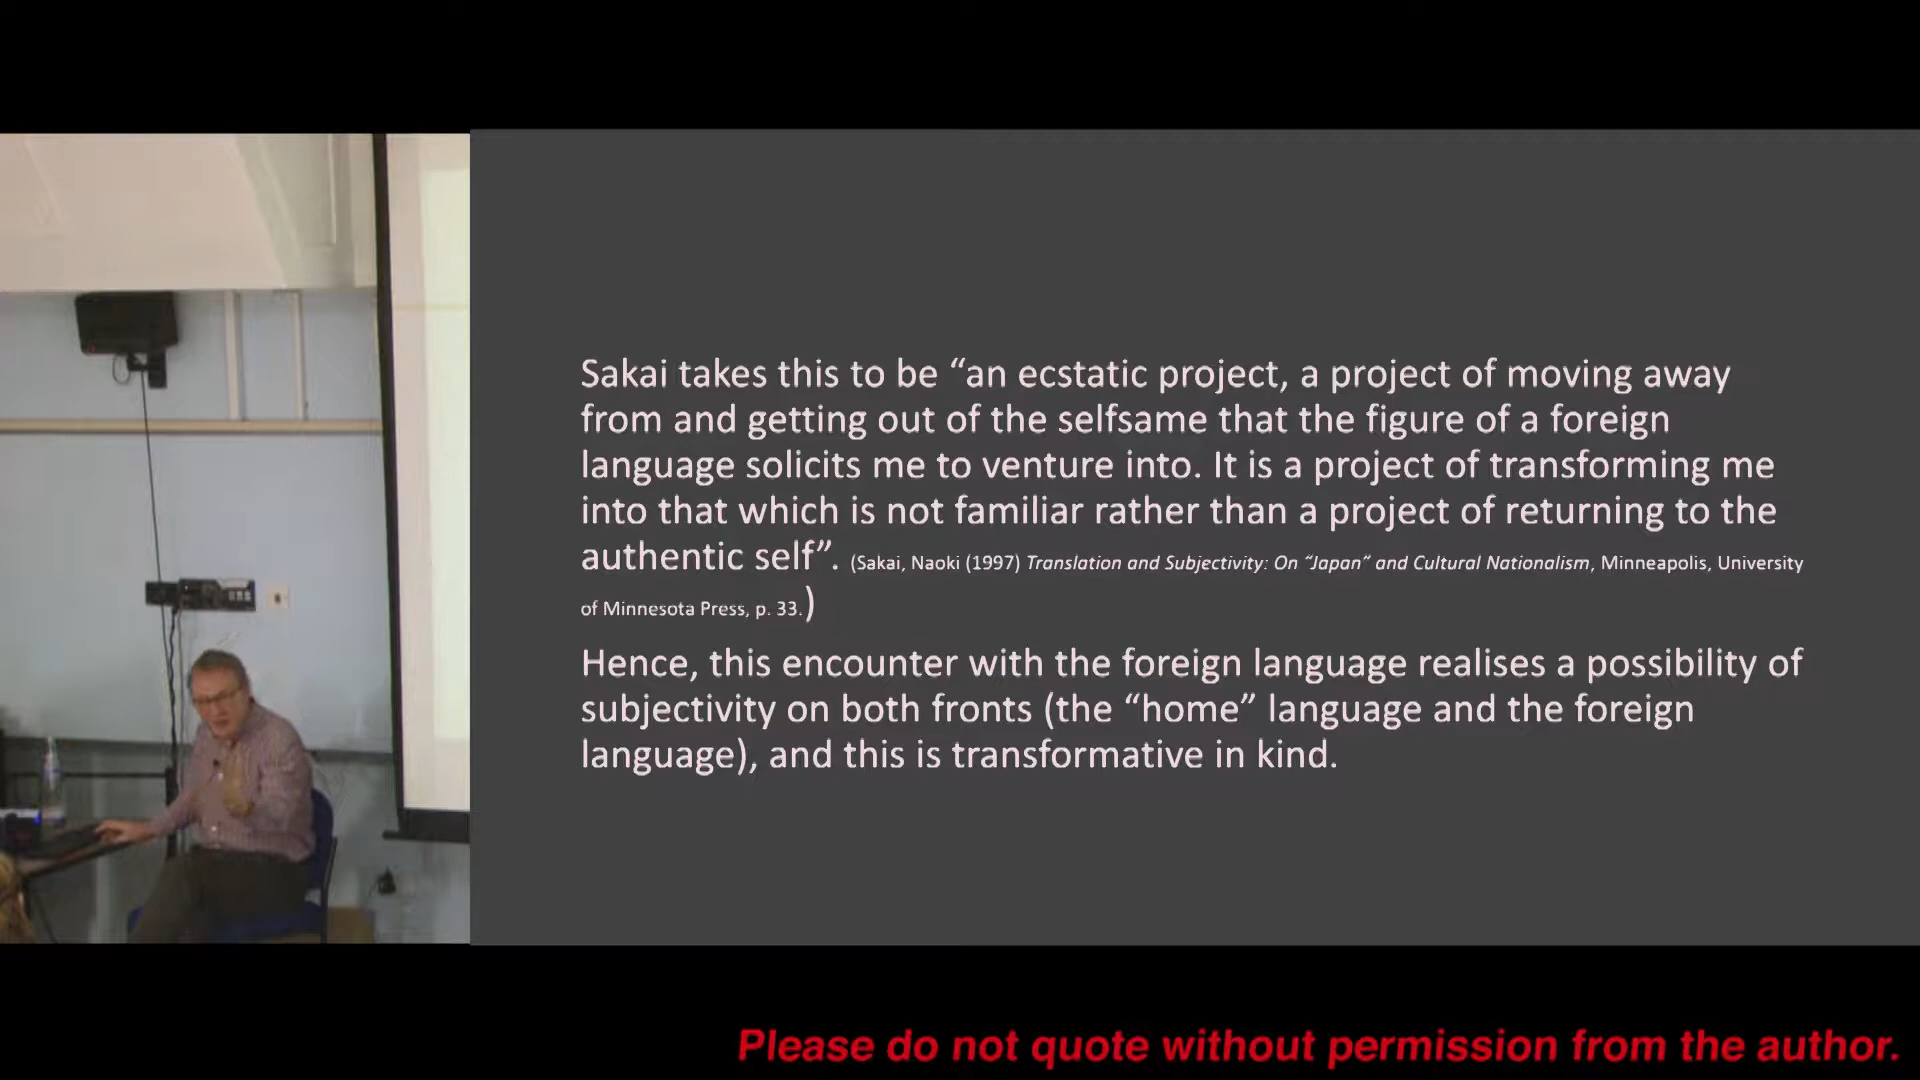 Sakai takes this to be “an ecstatic project, a project of moving away
from and getting out of the selfsame that the figure of a foreign
language solicits me to venture into. It is a project of transforming me
into that which is not familiar rather than a project of returning to the
authentic self”. (Sakai, Naoki (1997) Translation and Subjectivity: On “Japan” and Cultural Nationalism, Minneapolis, University
of Minnesota Press, p. 33.)
Hence, this encounter with the foreign language realises a possibility of
subjectivity on both fronts (the “home” language and the foreign
language), and this is transformative in kind.
Please do not quote without permission from the author.